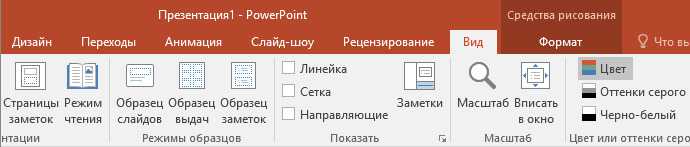 Презентация1 - PowerPoint
Средства рисования
Дизайн Переходы Анимация Слайд-шоу Рецензирование Вид Формат Что вы
Страницы заметок
Режим чтения
Образец слайдов
Образец выдач
Образец заметок
Линейка
Сетка
Направляющие
Заметки
Масштаб
Вписать в окно
Цвет
Оттенки серого
Черно-белый
нтации Режимы образцов Показать Масштаб Цвет или оттенки серо